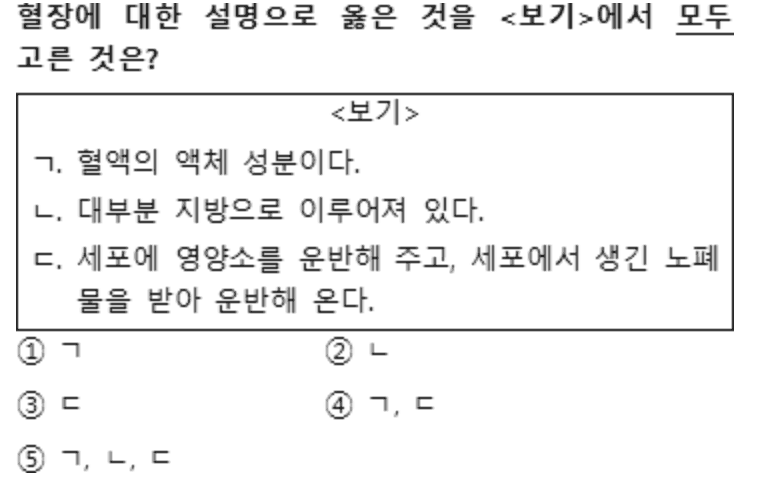 혈장에 대한 설명으로 옳은 것을 <보기>에서 모두
고른 것은?
<보기>
ㄱ. 혈액의 액체 성분이다.
ㄴ. 대부분 지방으로 이루어져 있다.
ㄷ. 세포에 영양소를 운반해 주고, 세포에서 생긴 노폐
물을 받아 운반해 온다.
① ㄱ ② ㄴ
③ ㄷ ④ ㄱ, ㄷ
⑤ ㄱ, ㄴ, ㄷ